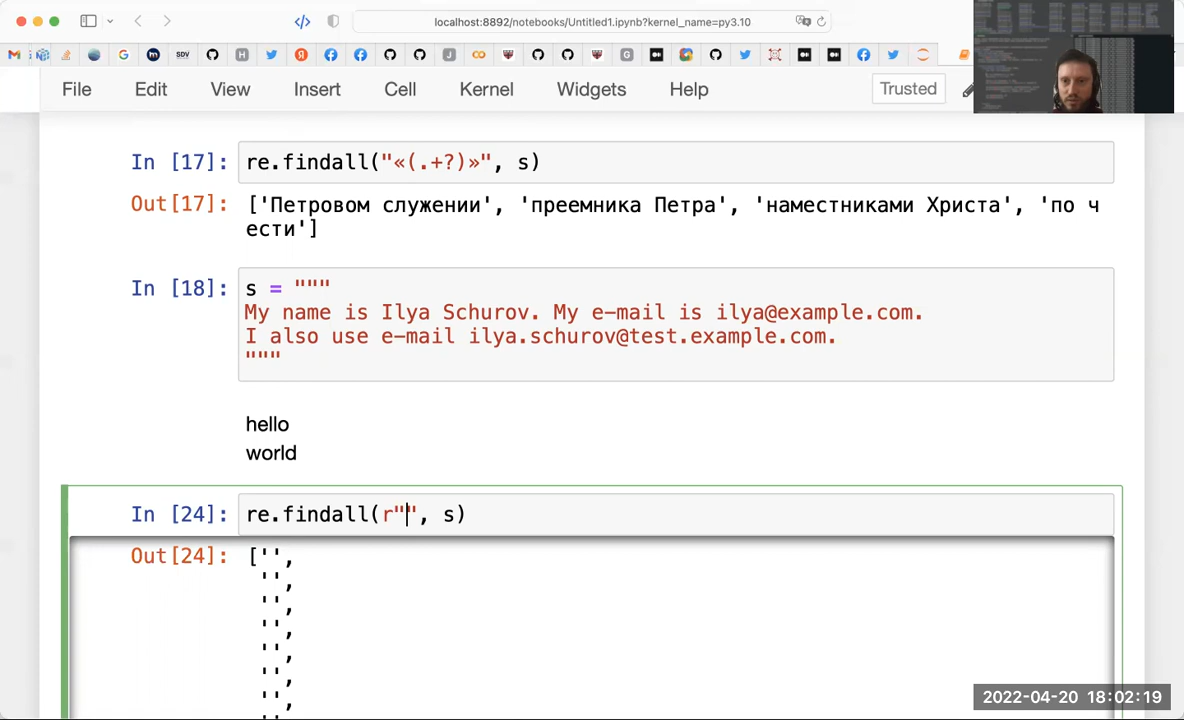 localhost:8892/notebooks/Untitled1.ipynb?kernel_name=py3.10
File Edit View Insert Cell Kernel Widgets Help Trusted
In [17]: re.findall("«(.+?)»", s)
Out[17]: ['Петровом служении', 'преемника Петра', 'наместниками Христа', 'по ч
ести']
In [18]: s = """
My name is Ilya Schurov. My e-mail is ilya@example.com.
I also use e-mail ilya.schurov@test.example.com.
"""
hello
world
In [24]: re.findall(r"", s)
Out[24]: ['',
'',
'',
'',
'',
'',
'',
2022-04-20 18:02:19